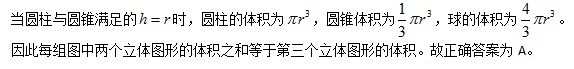 当圆柱与圆锥满足的h=r时，圆柱的体积为πr³，圆锥体积为1/3πr³，球的体积为4/3πr³。
因此每组图中两个立体图形的体积之和等于第三个立体图形的体积。故正确答案为 A。